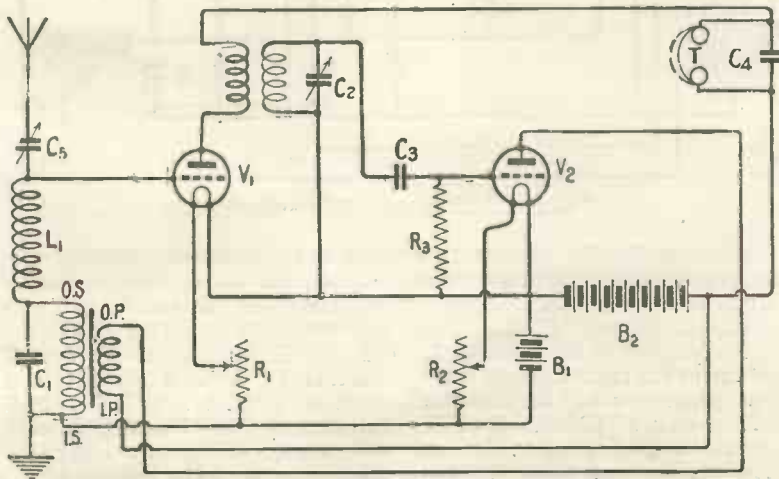 T
C4
C2
C5
V1
C3
V2
L1
R3
O.S.
O.P.
B2
C1
R1
R2
B1
I.P.
I.S.